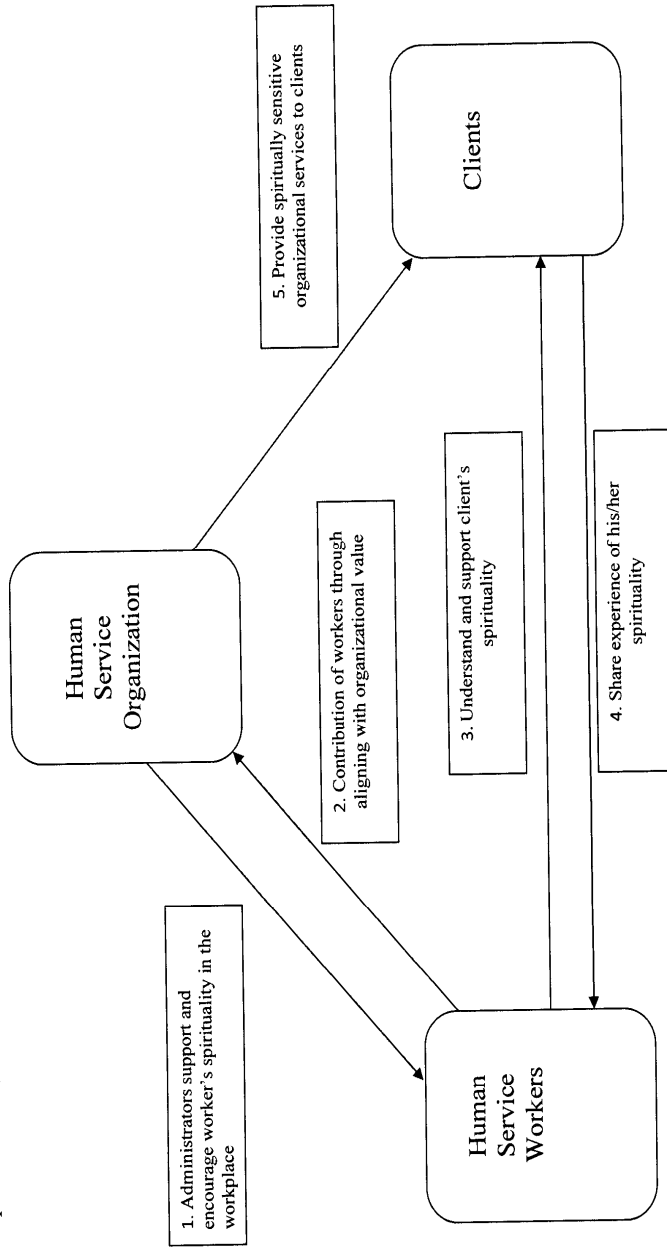 Human
Service
Organization
1. Administrators support and
encourage worker's spirituality in the
workplace
5. Provide spiritually sensitive
organizational services to clients
2. Contribution of workers through
aligning with organizational value
Human
Service
Workers
3. Understand and support client's
spirituality
4. Share experience of his/her
spirituality
Clients